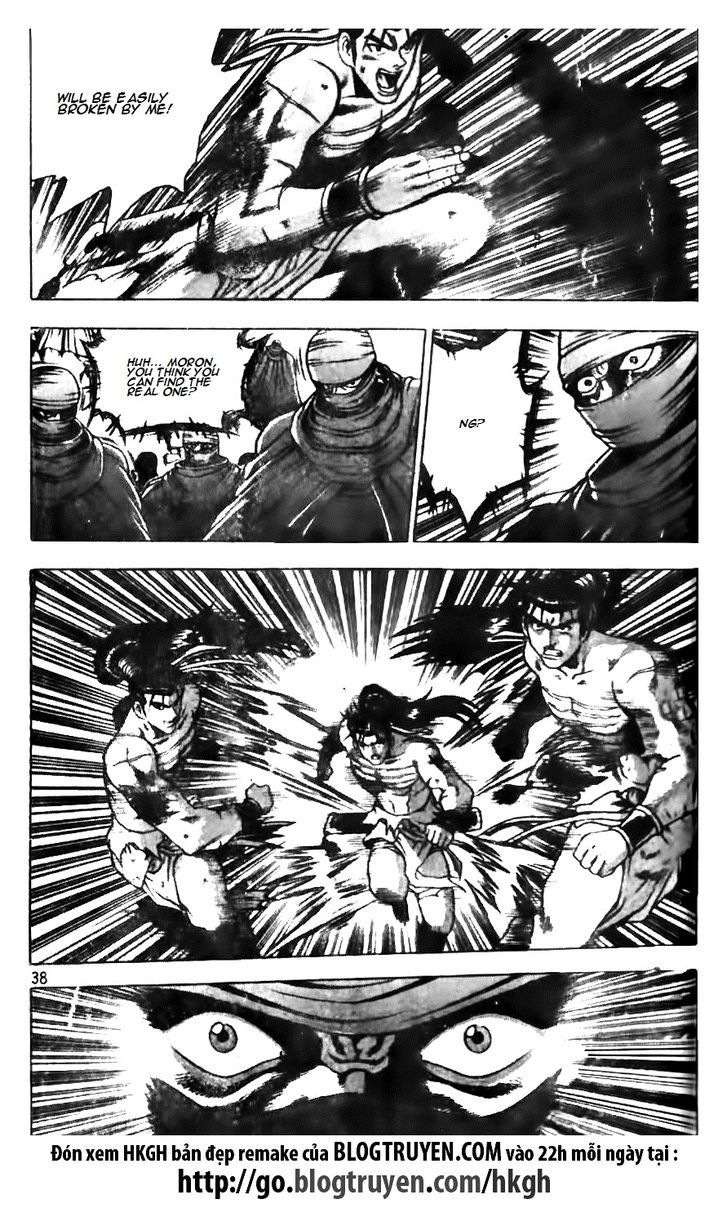 WILL BE EASILY
BROKEN BY ME!
HUH... MORON,
YOU THINK YOU
CAN FIND THE
REAL ONE?
NG?
38
Đón xem HKGH bản đẹp remake của BLOGTRUYEN.COM vào 22h mỗi ngày tại :
http://go.blogtruyen.com/hkgh